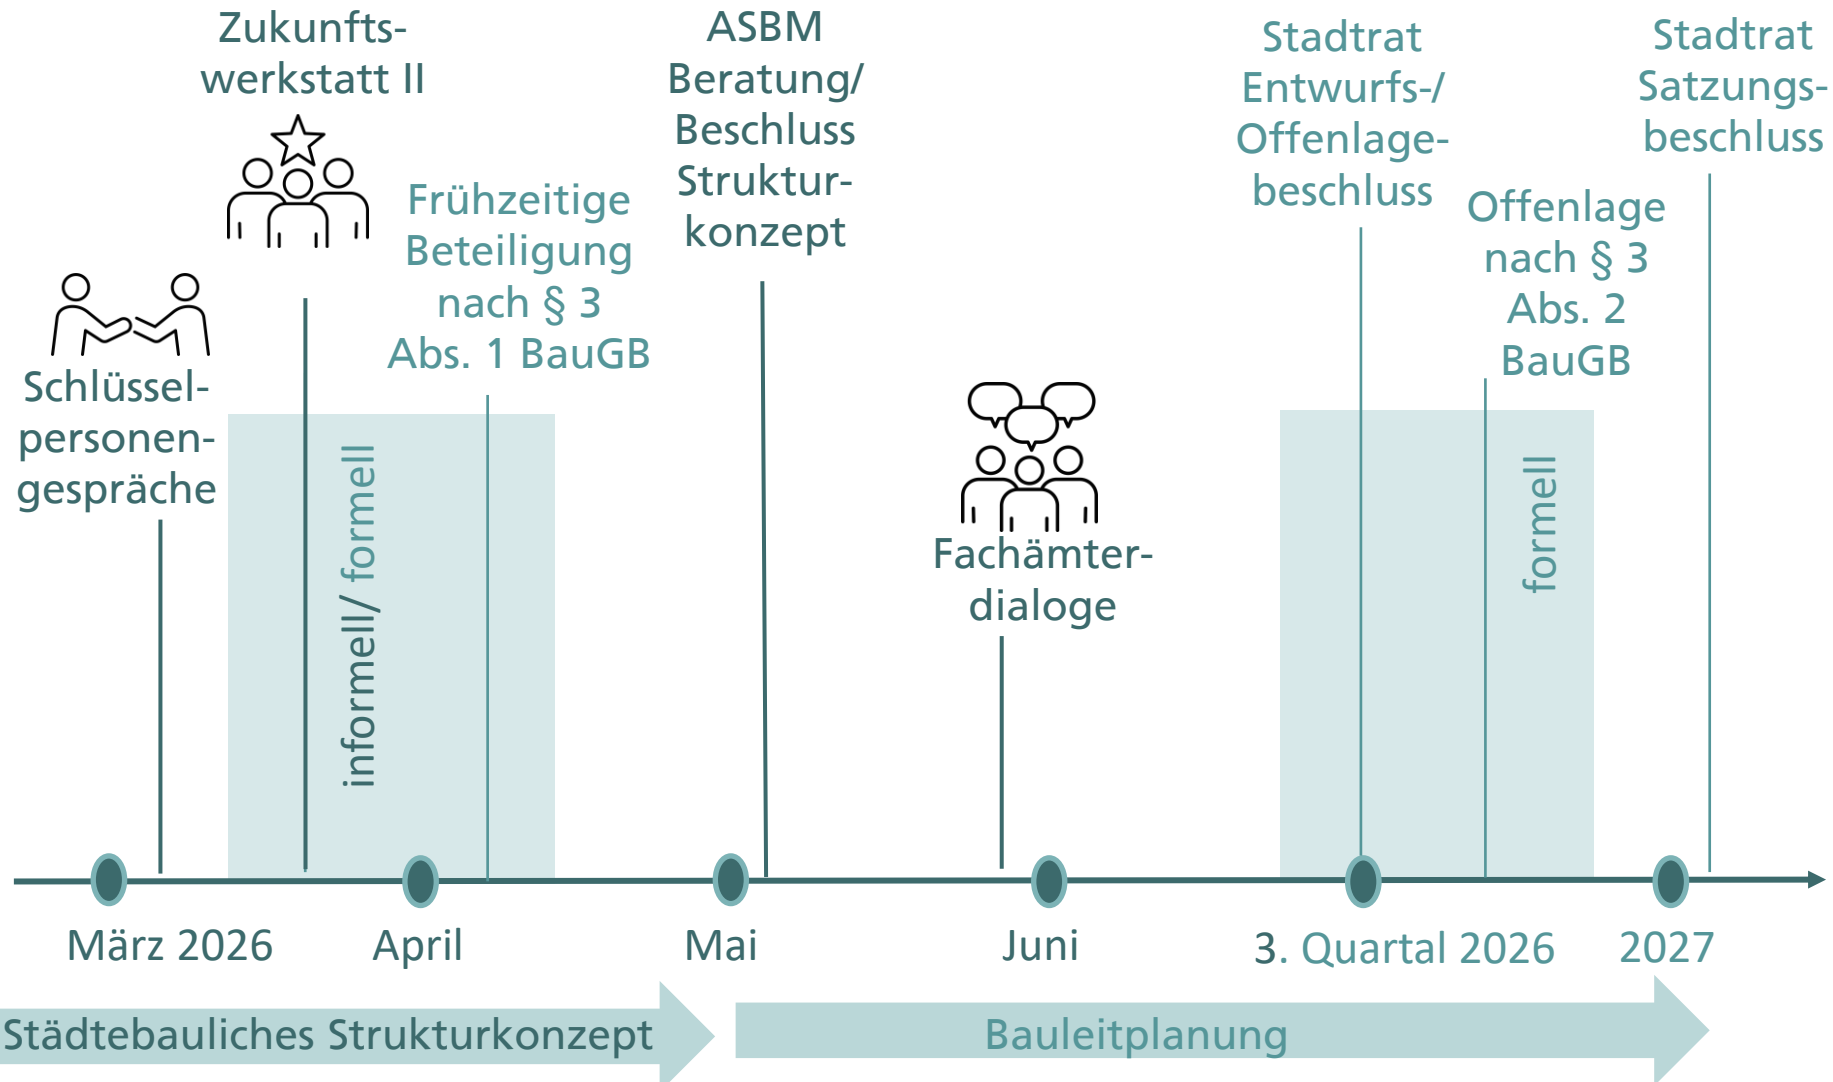 Zukunfts-
werkstatt II
ASBM
Beratung/
Beschluss
Struktur-
konzept
Stadtrat
Entwurfs-/
Offenlage-
beschluss
Stadtrat
Satzungs-
beschluss
Frühzeitige
Beteiligung
nach § 3
Abs. 1 BauGB
Offenlage
nach § 3
Abs. 2
BauGB
Schlüssel-
personen-
gespräche
informell/ formell
Fachämter-
dialoge
formell
März 2026
April
Mai
Juni
3. Quartal 2026
2027
Städtebauliches Strukturkonzept
Bauleitplanung